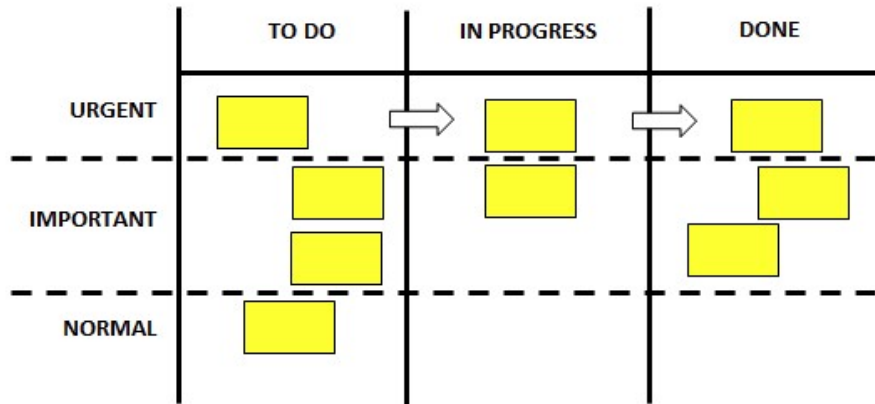 TO DO
IN PROGRESS
DONE
URGENT
IMPORTANT
NORMAL